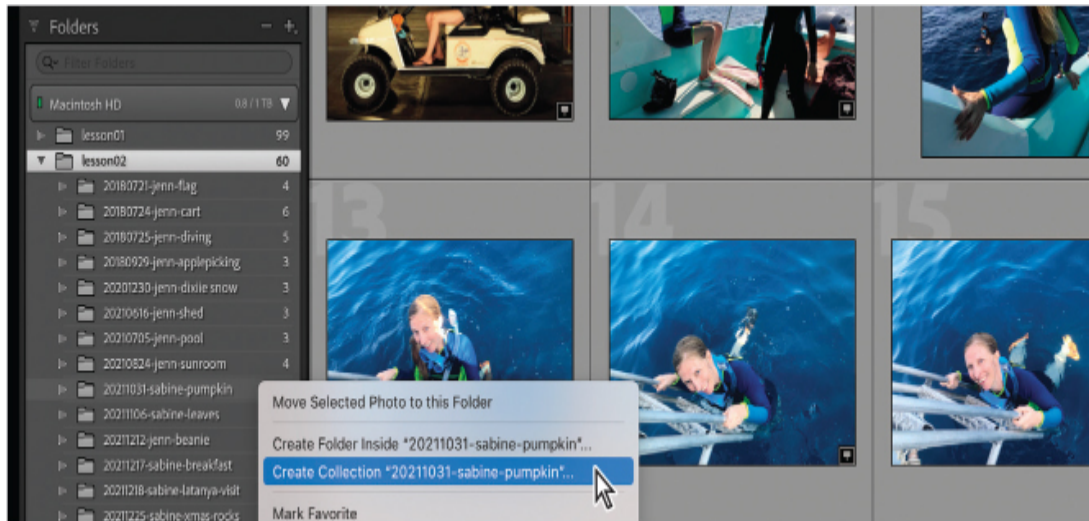 Folders
Filter Folders
Macintosh HD 0.8 / 1 TB
lesson01 99
lesson02 60
20180721-jenn-flag 4
20180724-jenn-cart 6
20180725-jenn-diving 5
20180929-jenn-applepicking 3
20201230-jenn-dixiie snow 3
20210616-jenn-shed 3
20210705-jenn-pool 3
20210824-jenn-sunroom 4
20211031-sabine-pumpkin
20211106-sabine-leaves
20211212-jenn-beanie
20211217-sabine-breakfast
20211218-sabine-latanya-visit
20211225-sabine-xmas-rocks
13
14
15
Move Selected Photo to this Folder
Create Folder Inside "20211031-sabine-pumpkin"...
Create Collection "20211031-sabine-pumpkin"...
Mark Favorite